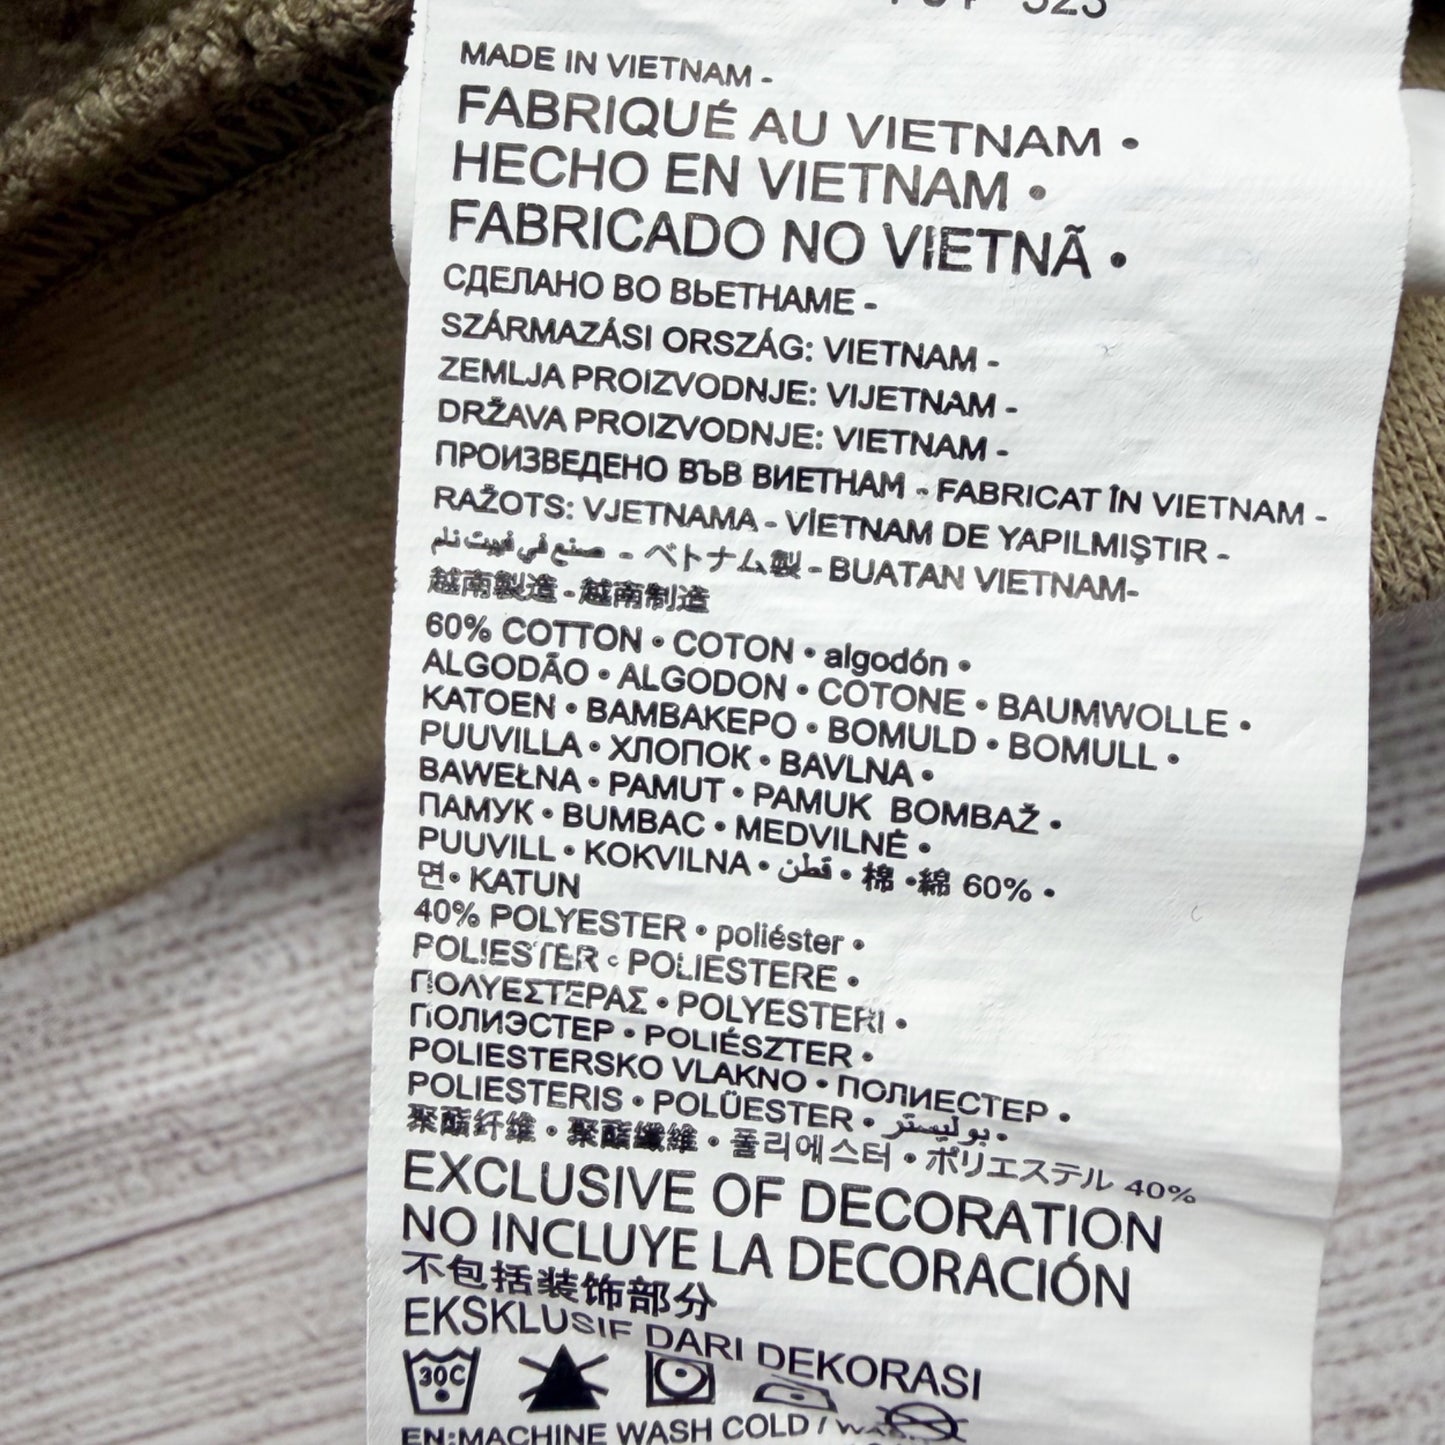 MADE IN VIETNAM -
FABRIQUÉ AU VIETNAM •
HECHO EN VIETNAM •
FABRICADO NO VIETNÃ •
СДЕЛАНО ВО ВЬЕТНАМЕ -
SZÁRMAZÁSI ORSZÁG: VIETNAM -
ZEMLJA PROIZVODNJE: VIJETNAM -
DRŽAVA PROIZVODNJE: VIETNAM -
ПРОИЗВЕДЕНО ВЪВ ВИЕТНАМ - FABRICAT ÎN VIETNAM -
RAŽOTS: VJETNAMA - VİETNAM DE YAPILMIŞTIR -
صنع في فييت نام - ベトナム製 - BUATAN VIETNAM-
越南製造 - 越南制造
60% COTTON • COTON • algodón •
ALGODÃO • ALGODON • COTONE • BAUMWOLLE •
KATOEN • ΒΑΜΒΑΚΕΡΟ • BOMULD • BOMULL •
PUUVILLA • ХЛОПОК • BAVLNA •
BAWEŁNA • PAMUT • PAMUK BOMBAŽ •
ПАМУК • BUMBAC • MEDVILNĖ •
PUUVILL • KOKVILNA • قطن • 棉 •綿 60% •
면• KATUN
40% POLYESTER • poliéster •
POLIESTER • POLIESTERE •
ΠΟΛΥΕΣΤΕΡΑΣ • POLYESTERI •
ПОЛИЭСТЕР • POLIÉSZTER •
POLIESTERSKO VLAKNO • ПОЛИЕСТЕР •
POLIESTERIS • POLÜESTER • بوليستر •
聚酯纤维 • 聚酯纖維 • 폴리에스터 • ポリエステル 40%
EXCLUSIVE OF DECORATION
NO INCLUYE LA DECORACIÓN
不包括装饰部分
EKSKLUSIF DARI DEKORASI
30C
EN:MACHINE WASH COLD /